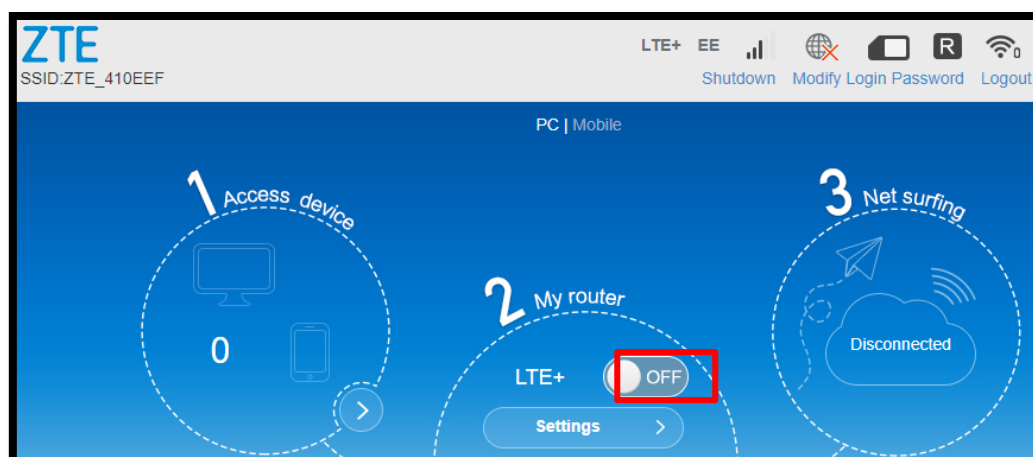 ZTE
SSID:ZTE_410EEF
LTE+ EE R 0
Shutdown Modify Login Password Logout
PC | Mobile
1 Access device
0
2 My router
LTE+ OFF
Settings >
3 Net surfing
Disconnected